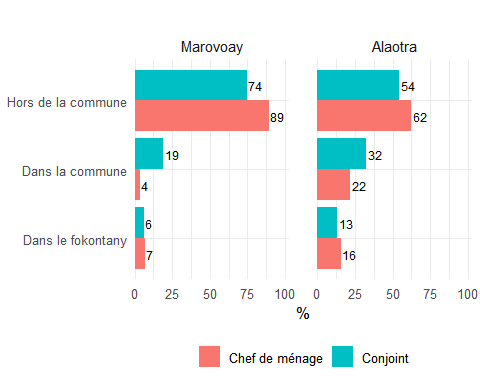 Marovoay Alaotra
Hors de la commune 74 54
89 62
Dans la commune 19 32
4 22
Dans le fokontany 6 13
7 16
0 25 50 75 100 0 25 50 75 100
%
Chef de ménage Conjoint